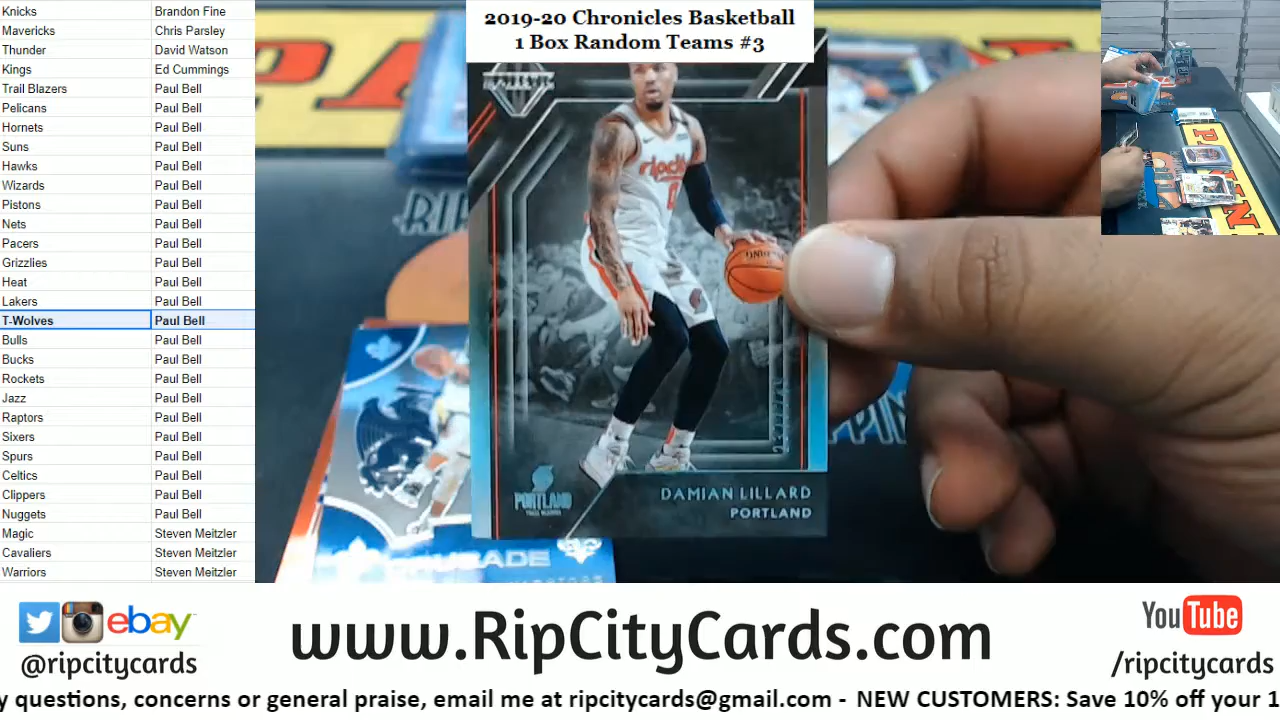 Knicks Brandon Fine
Mavericks Chris Parsley
Thunder David Watson
Kings Ed Cummings
Trail Blazers Paul Bell
Pelicans Paul Bell
Hornets Paul Bell
Suns Paul Bell
Hawks Paul Bell
Wizards Paul Bell
Pistons Paul Bell
Nets Paul Bell
Pacers Paul Bell
Grizzlies Paul Bell
Heat Paul Bell
Lakers Paul Bell
T-Wolves Paul Bell
Bulls Paul Bell
Bucks Paul Bell
Rockets Paul Bell
Jazz Paul Bell
Raptors Paul Bell
Sixers Paul Bell
Spurs Paul Bell
Celtics Paul Bell
Clippers Paul Bell
Nuggets Paul Bell
Magic Steven Meitzler
Cavaliers Steven Meitzler
Warriors Steven Meitzler
2019-20 Chronicles Basketball
1 Box Random Teams #3
MAJESTIC
DAMIAN LILLARD
PORTLAND
PORTLAND
ebay
@ripcitycards
www.RipCityCards.com
YouTube
/ripcitycards
y questions, concerns or general praise, email me at ripcitycards@gmail.com - NEW CUSTOMERS: Save 10% off your 1